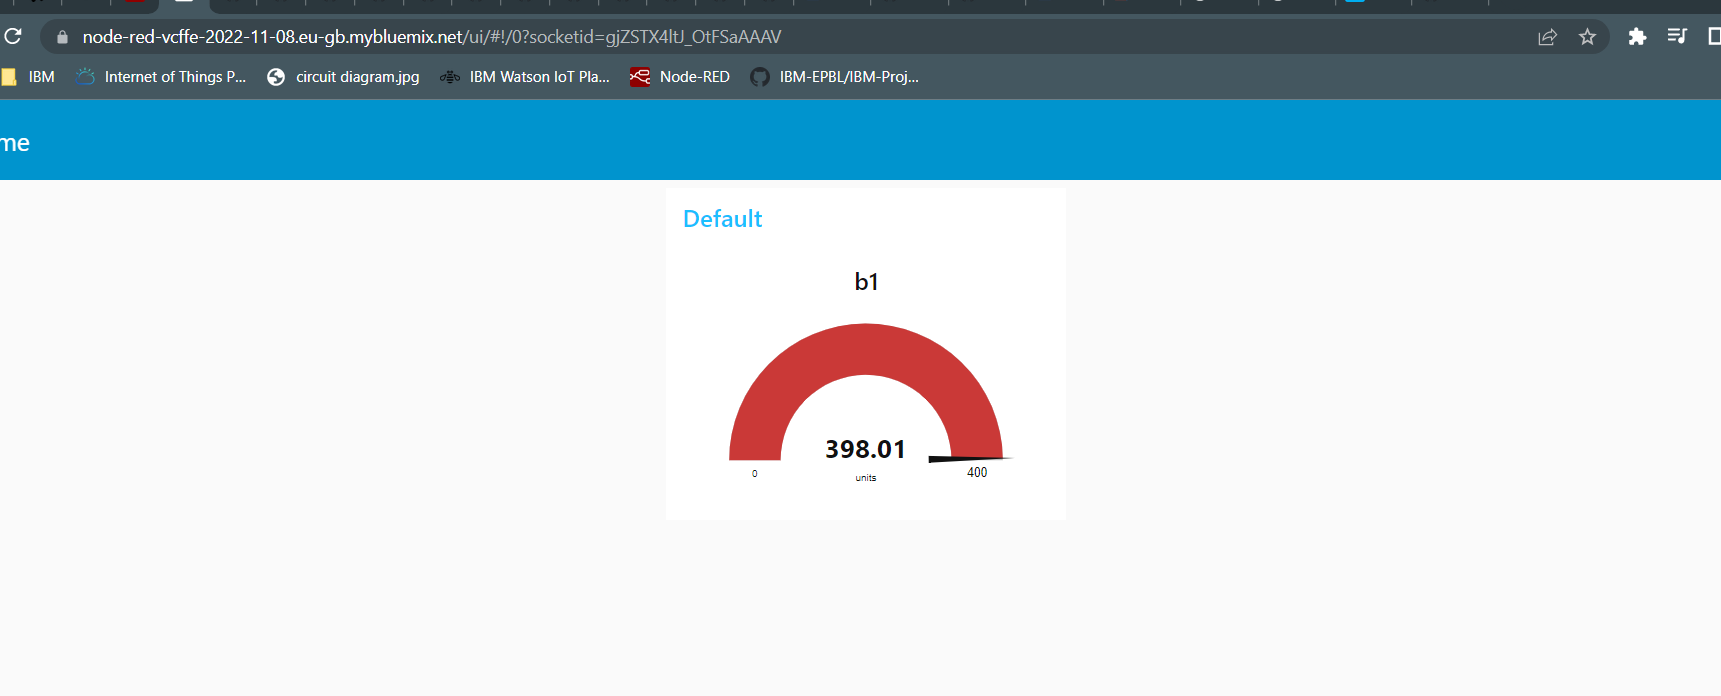 node-red-vcffe-2022-11-08.eu-gb.mybluemix.net/ui/#!/0?socketid=gjZSTX4ltJ_OtFSaAAAV
IBM Internet of Things P... circuit diagram.jpg IBM Watson IoT Pla... Node-RED IBM-EPBL/IBM-Proj...
me
Default
b1
398.01
0 units 400